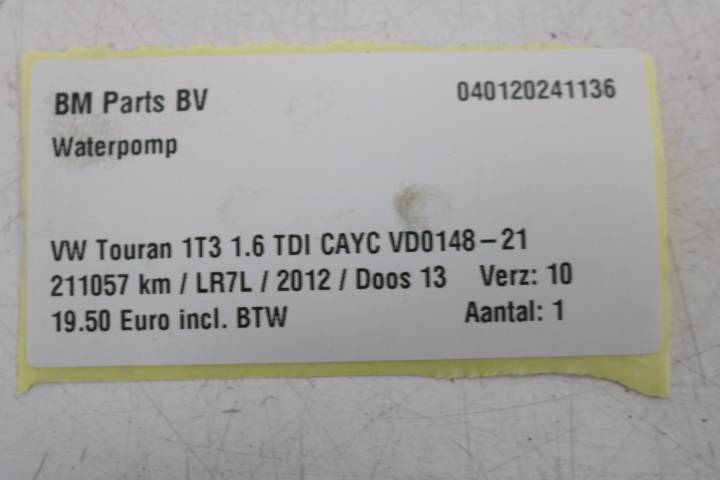 BM Parts BV 040120241136
Waterpomp
VW Touran 1T3 1.6 TDI CAYC VD0148-21
211057 km / LR7L / 2012 / Doos 13 Verz: 10
19.50 Euro incl. BTW Aantal: 1